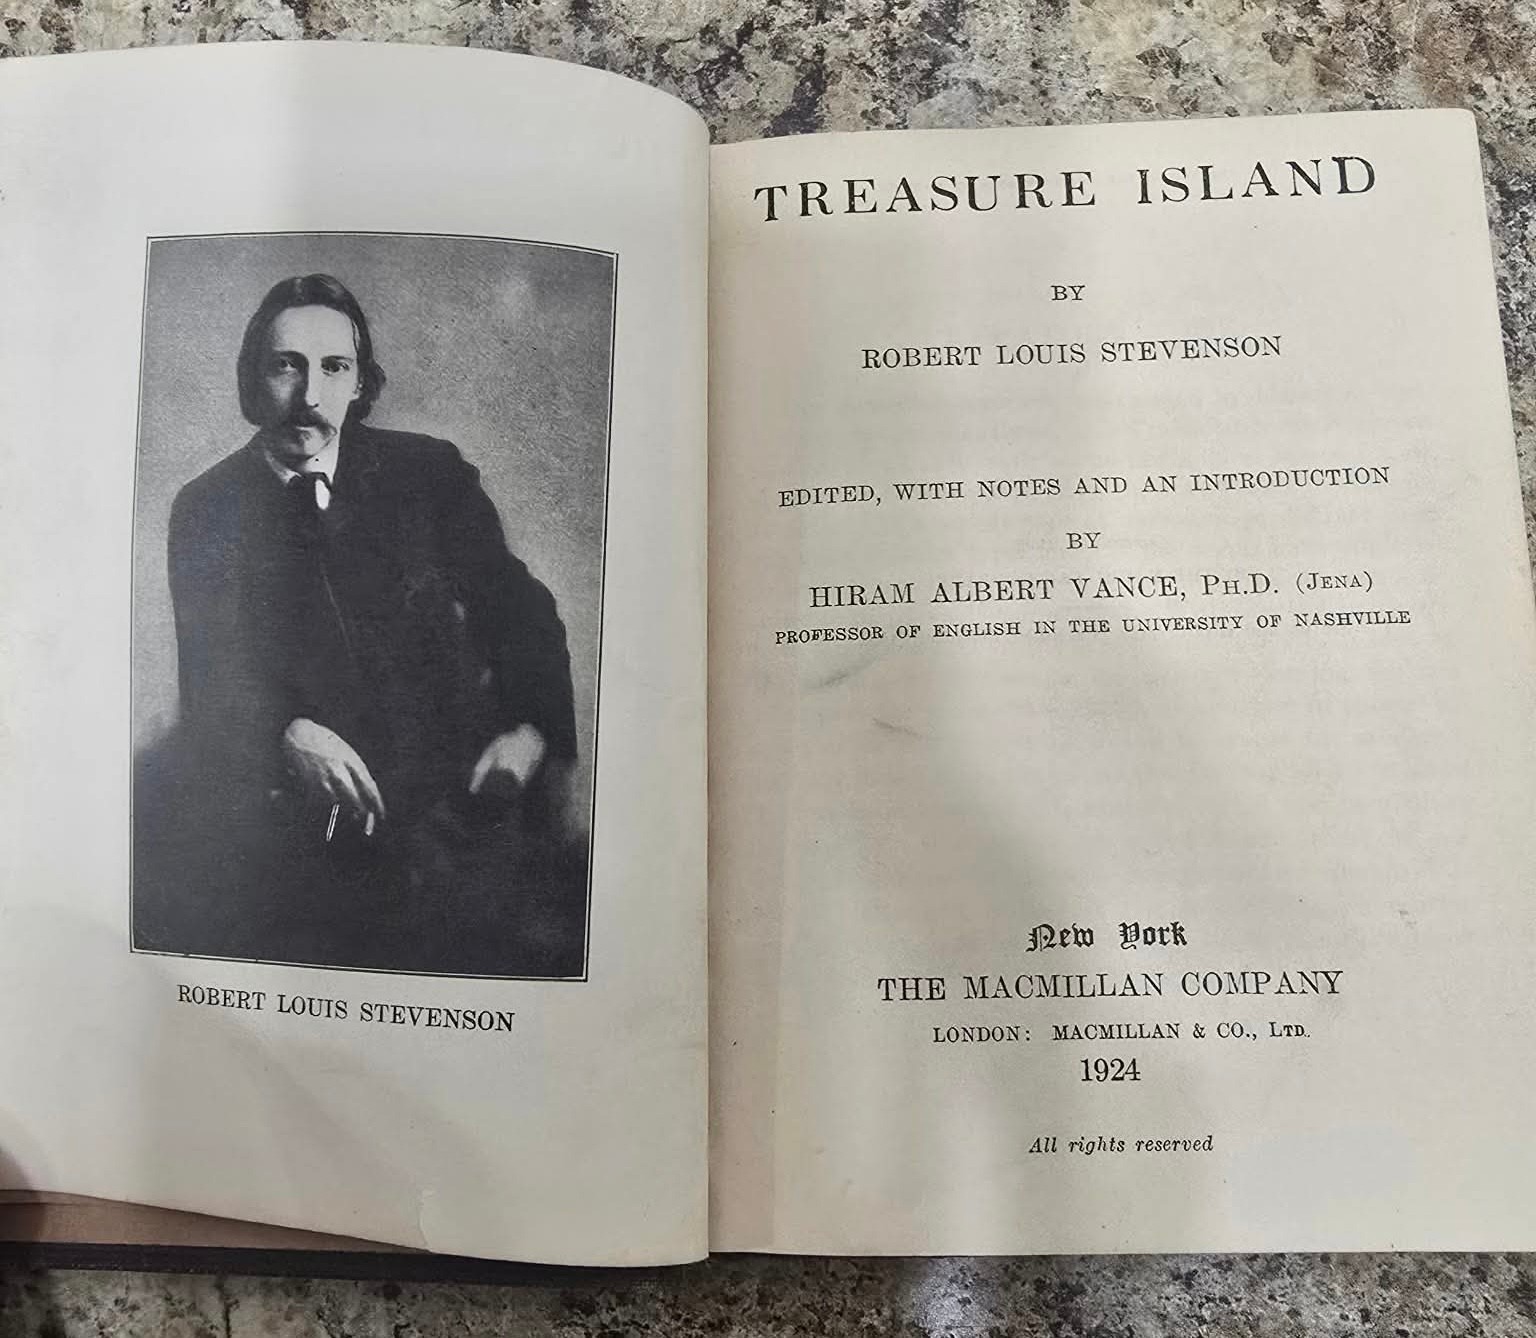 ROBERT LOUIS STEVENSON
TREASURE ISLAND
BY
ROBERT LOUIS STEVENSON
EDITED, WITH NOTES AND AN INTRODUCTION
BY
HIRAM ALBERT VANCE, PH.D. (JENA)
PROFESSOR OF ENGLISH IN THE UNIVERSITY OF NASHVILLE
New York
THE MACMILLAN COMPANY
LONDON: MACMILLAN & CO., LTD.
1924
All rights reserved